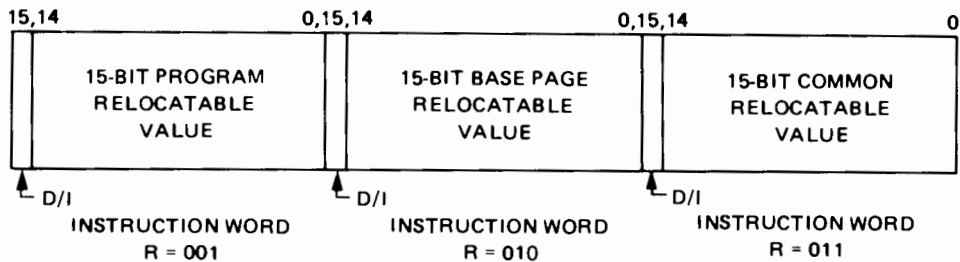 15,14 0,15,14 0,15,14 0
15-BIT PROGRAM RELOCATABLE VALUE
15-BIT BASE PAGE RELOCATABLE VALUE
15-BIT COMMON RELOCATABLE VALUE
D/I D/I D/I
INSTRUCTION WORD INSTRUCTION WORD INSTRUCTION WORD
R = 001 R = 010 R = 011